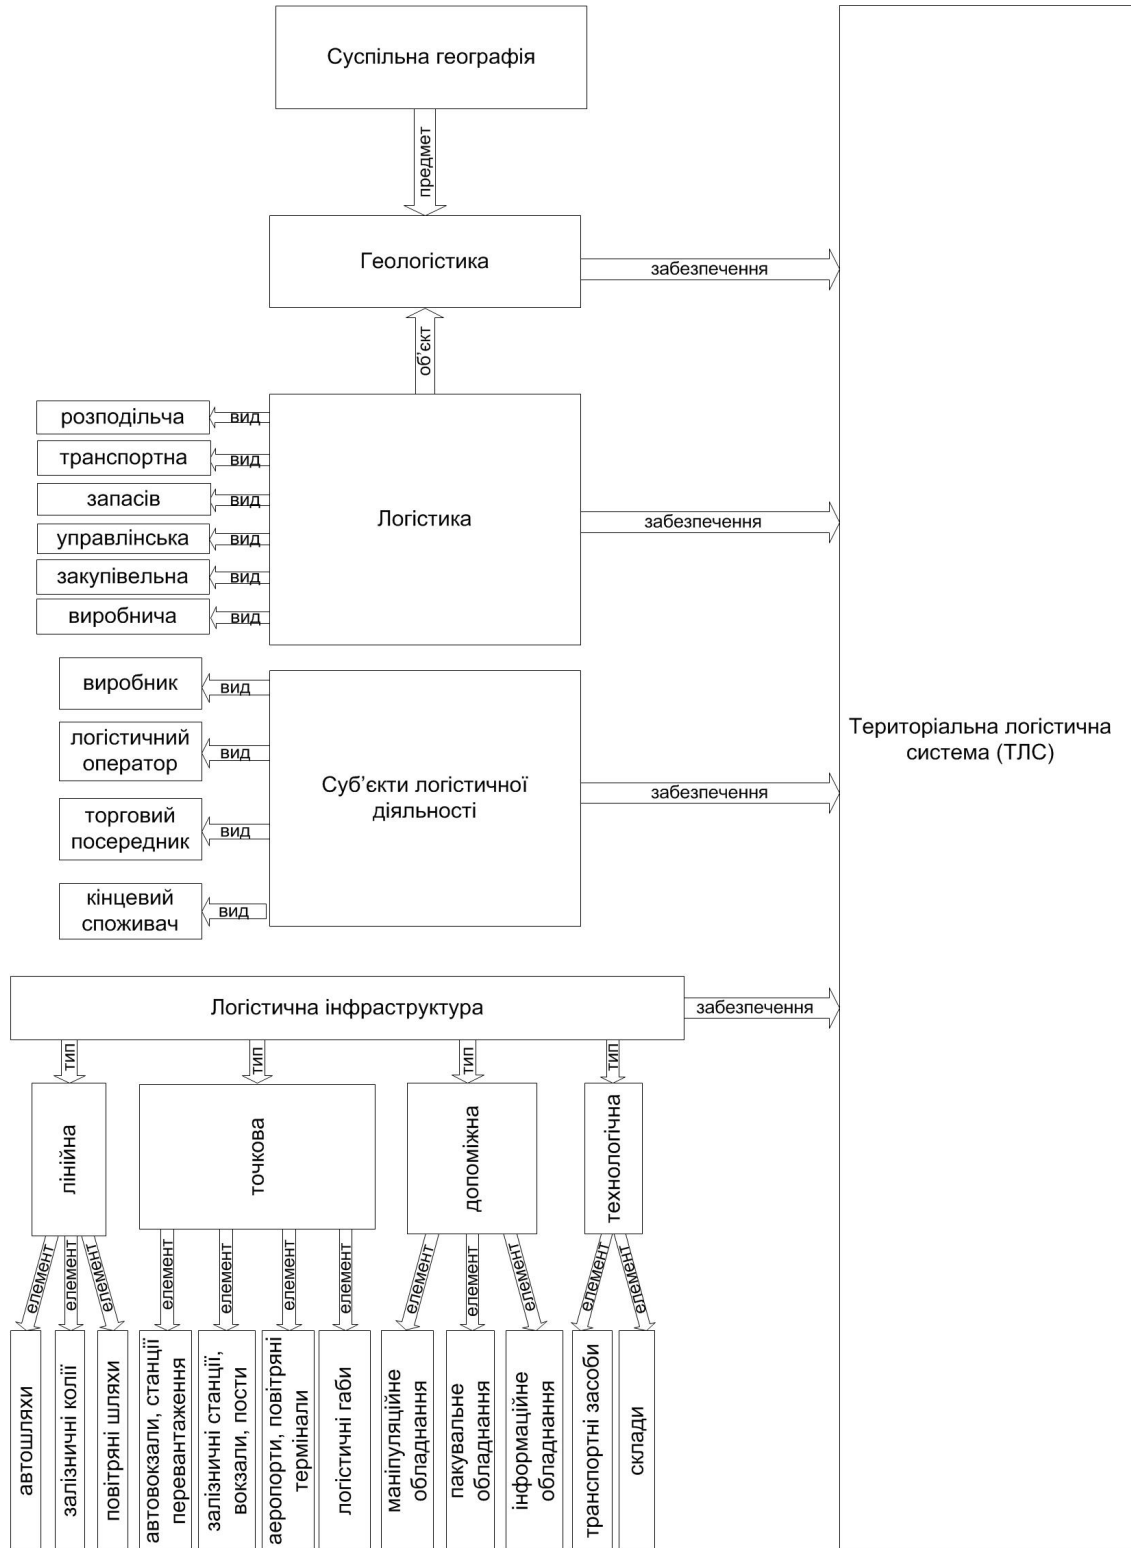 Суспільна географія
предмет
Геологістика
забезпечення
об’єкт
Логістика
забезпечення
розподільча
вид
транспортна
вид
запасів
вид
управлінська
вид
закупівельна
вид
виробнича
вид
виробник
вид
логістичний
оператор
вид
торговий
посередник
вид
кінцевий
споживач
вид
Суб’єкти логістичної
діяльності
забезпечення
Територіальна логістична
система (ТЛС)
Логістична інфраструктура
забезпечення
тип
тип
тип
тип
лінійна
точкова
допоміжна
технологічна
елемент
елемент
елемент
елемент
елемент
елемент
елемент
елемент
елемент
елемент
елемент
елемент
автошляхи
залізничні колії
повітряні шляхи
автовокзали, станції
перевантаження
залізничні станції,
вокзали, пости
аеропорти, повітряні
термінали
логістичні габи
маніпуляційне
обладнання
пакувальне
обладнання
інформаційне
обладнання
транспортні засоби
склади